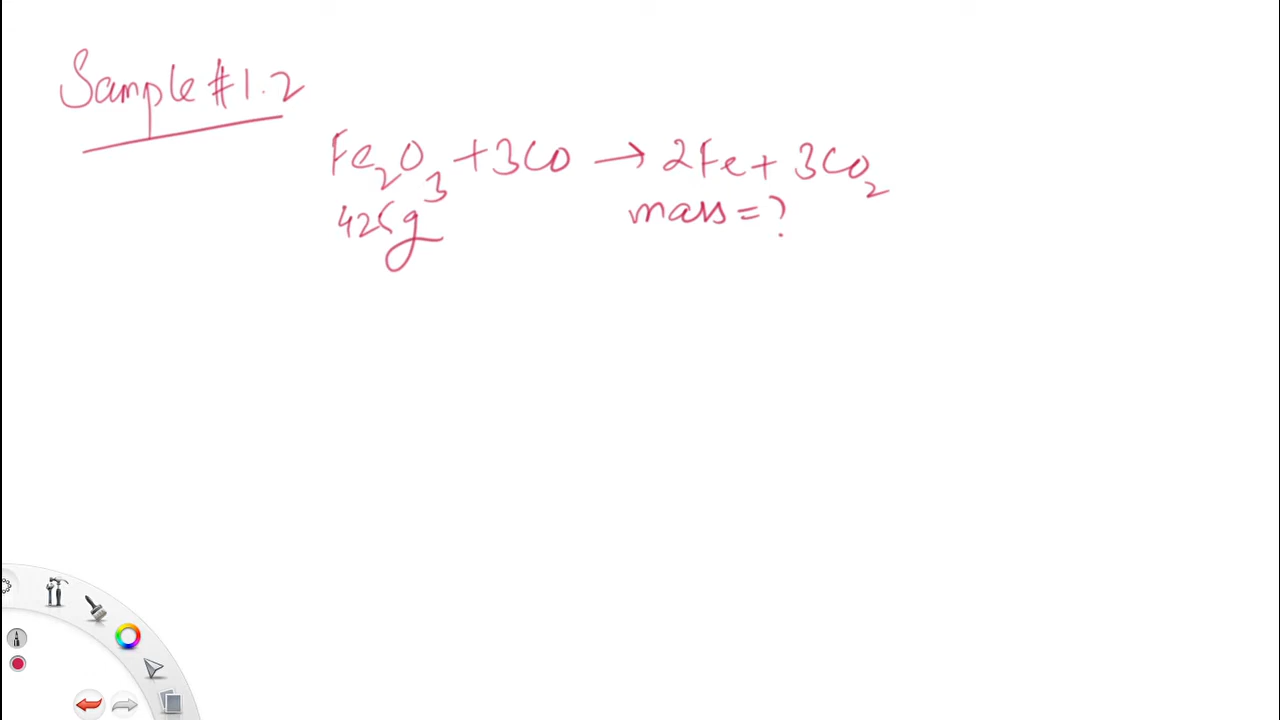 Sample #1.2
Fe₂O₃ + 3CO → 2Fe + 3CO₂
425g mass = ?